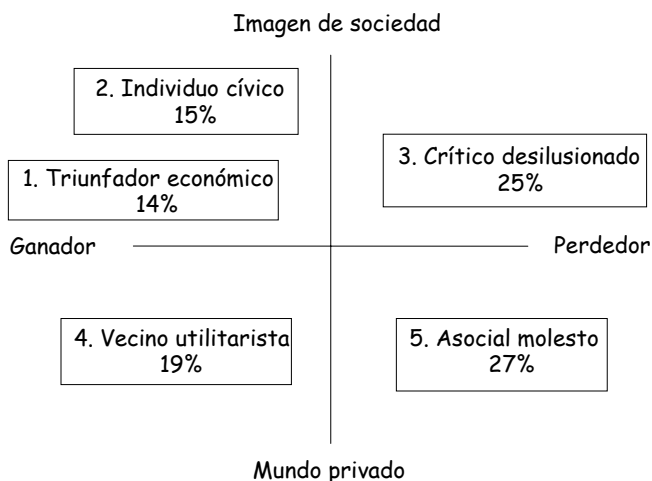 Imagen de sociedad
2. Individuo cívico
15%
3. Crítico desilusionado
25%
1. Triunfador económico
14%
Ganador
Perdedor
4. Vecino utilitarista
19%
5. Asocial molesto
27%
Mundo privado